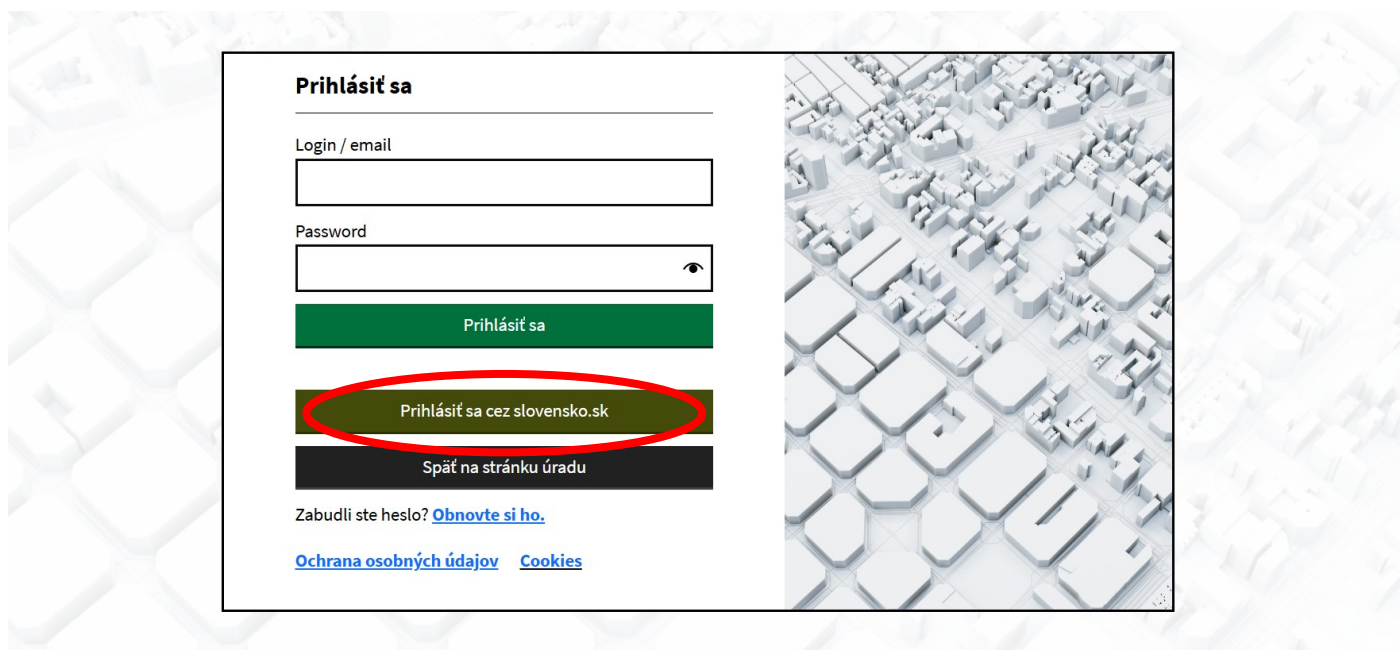 Prihlásiť sa
Login / email
Password
Prihlásiť sa
Prihlásiť sa cez slovensko.sk
Späť na stránku úradu
Zabudli ste heslo? Obnovte si ho.
Ochrana osobných údajov Cookies